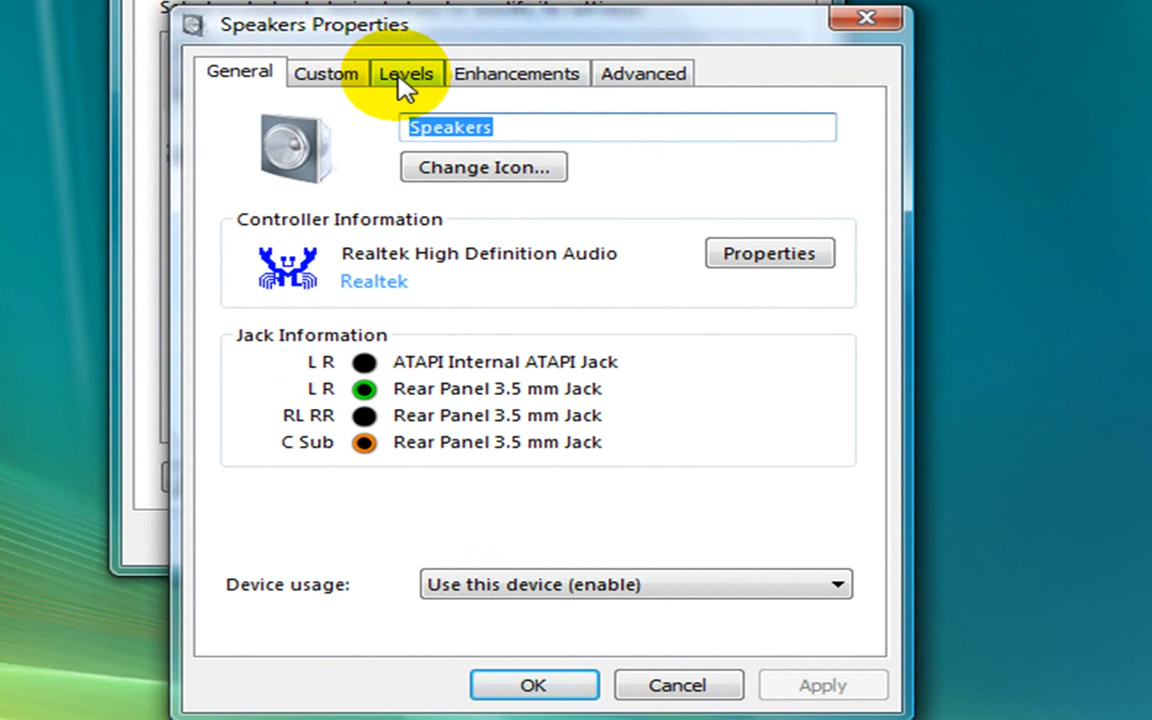 Speakers Properties
General Custom Levels Enhancements Advanced
Speakers
Change Icon...
Controller Information
Realtek High Definition Audio
Properties
Realtek
Jack Information
L R ATAPI Internal ATAPI Jack
L R Rear Panel 3.5 mm Jack
RL RR Rear Panel 3.5 mm Jack
C Sub Rear Panel 3.5 mm Jack
Device usage: Use this device (enable)
OK Cancel Apply